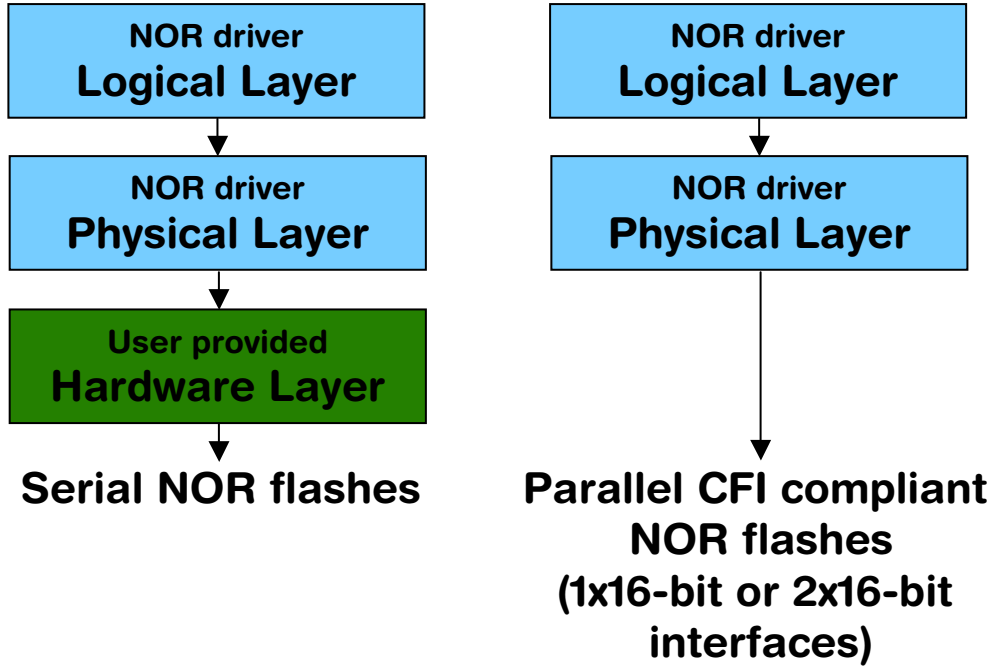 NOR driver
Logical Layer
NOR driver
Physical Layer
User provided
Hardware Layer
Serial NOR flashes
NOR driver
Logical Layer
NOR driver
Physical Layer
Parallel CFI compliant
NOR flashes
(1x16-bit or 2x16-bit
interfaces)